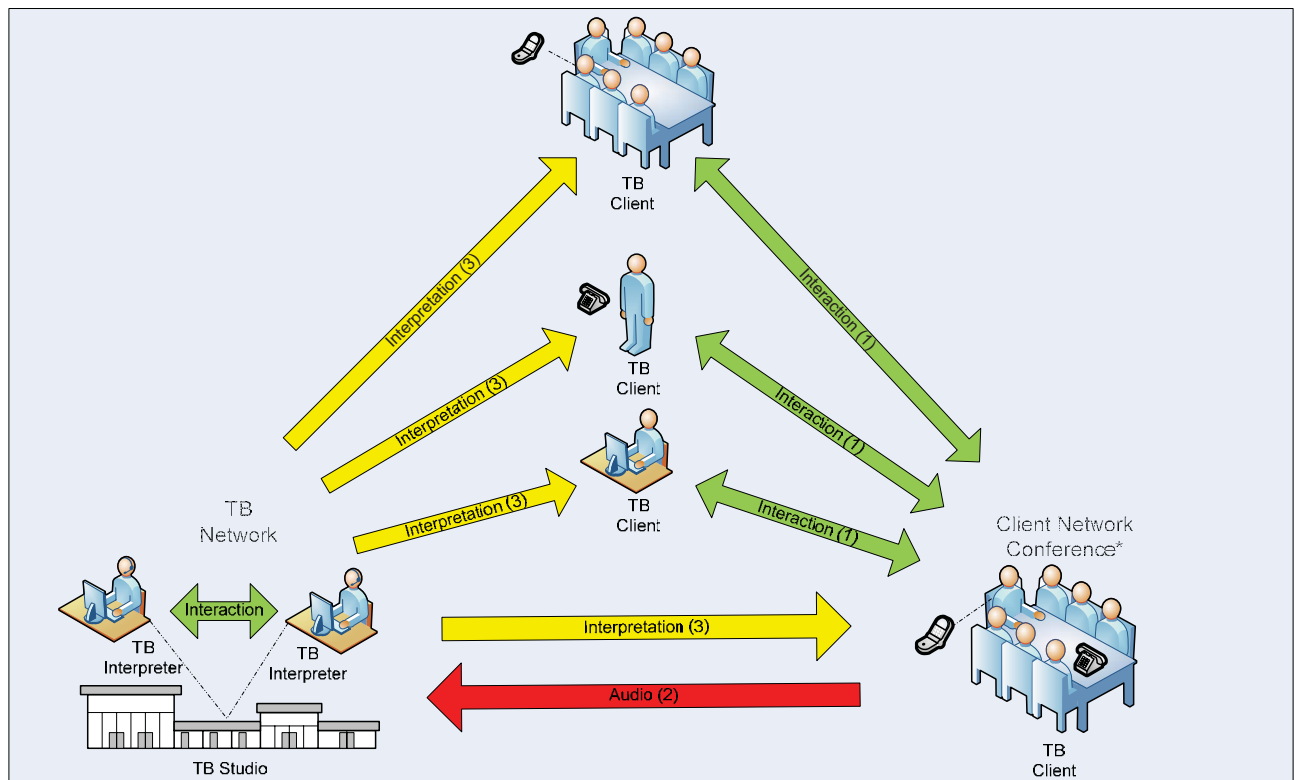 TB
Client
Interpretation (3)
Interaction (1)
TB
Client
Interpretation (3)
Interaction (1)
TB
Client
Interpretation (3)
Interaction (1)
TB
Network
Client Network
Conference*
Interaction
TB
Interpreter
TB
Interpreter
Interpretation (3)
Audio (2)
TB Studio
TB
Client